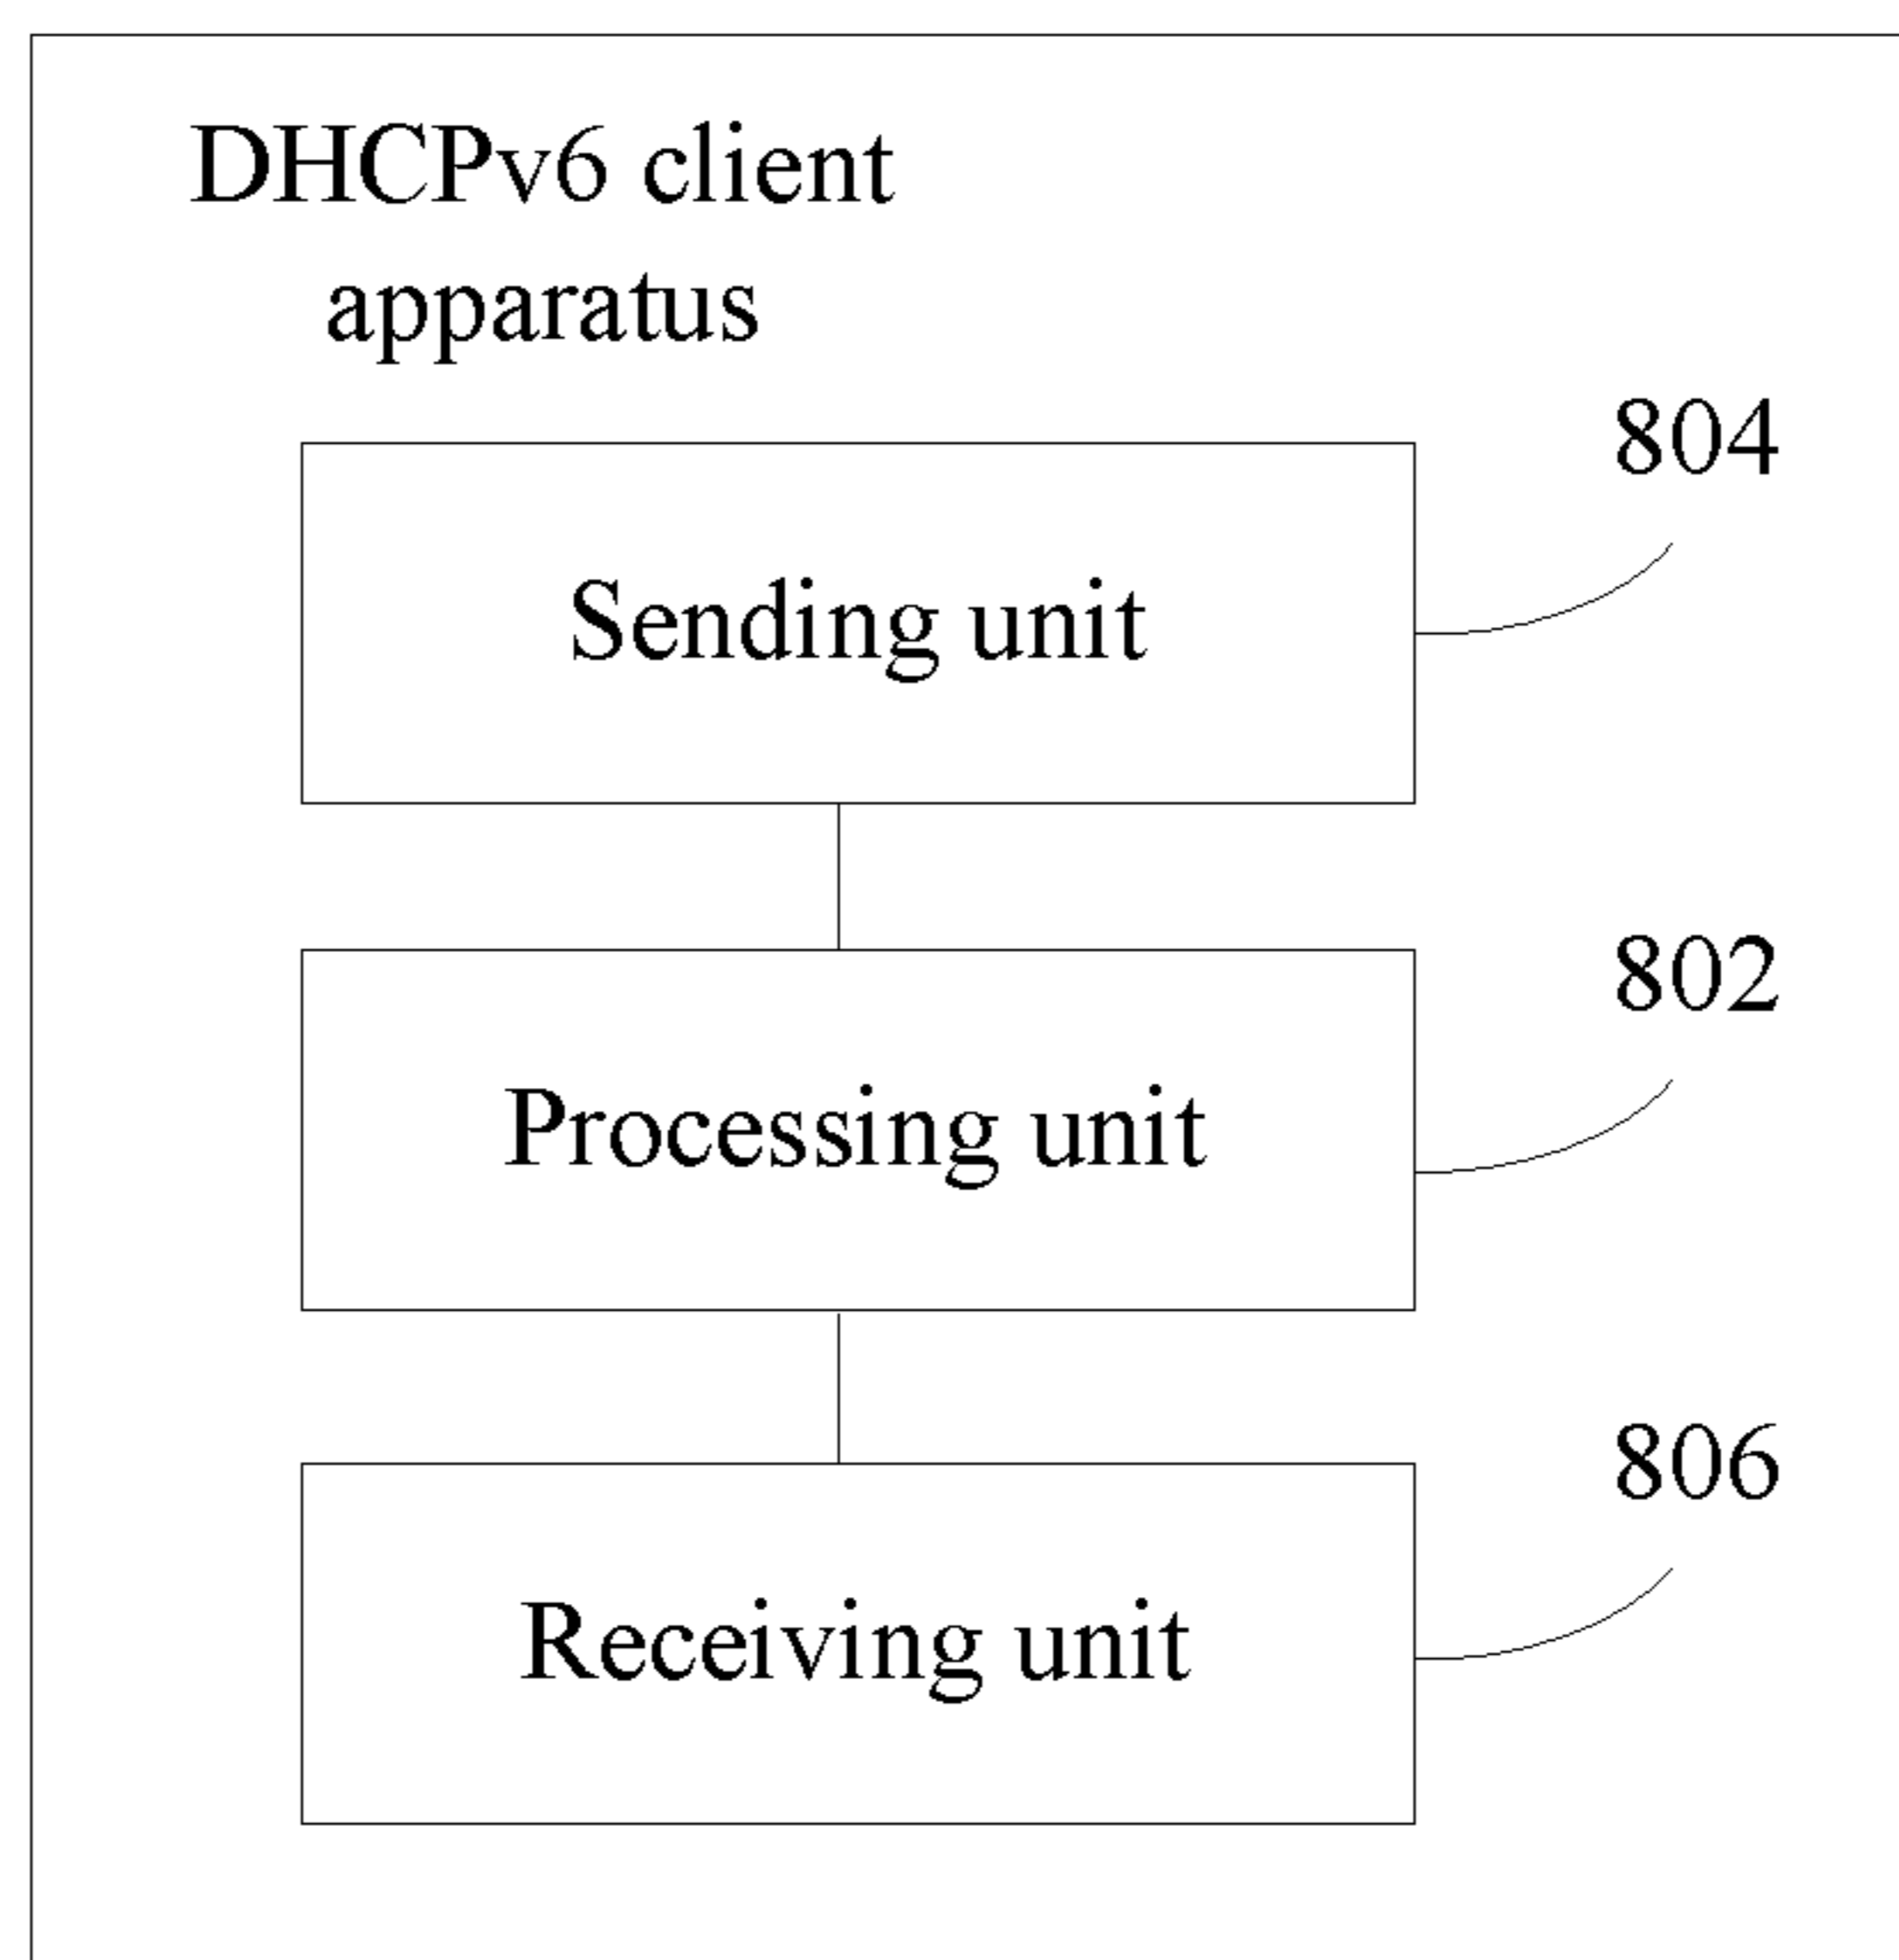 DHCPv6 client
apparatus
804
Sending unit
802
Processing unit
806
Receiving unit